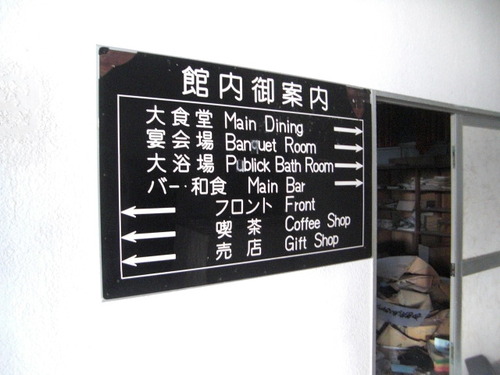 館内御案内
大食堂 Main Dining →
宴会場 Banquet Room →
大浴場 Publick Bath Room →
バー・和食 Main Bar →
← フロント Front
← 喫茶 Coffee Shop
← 売店 Gift Shop